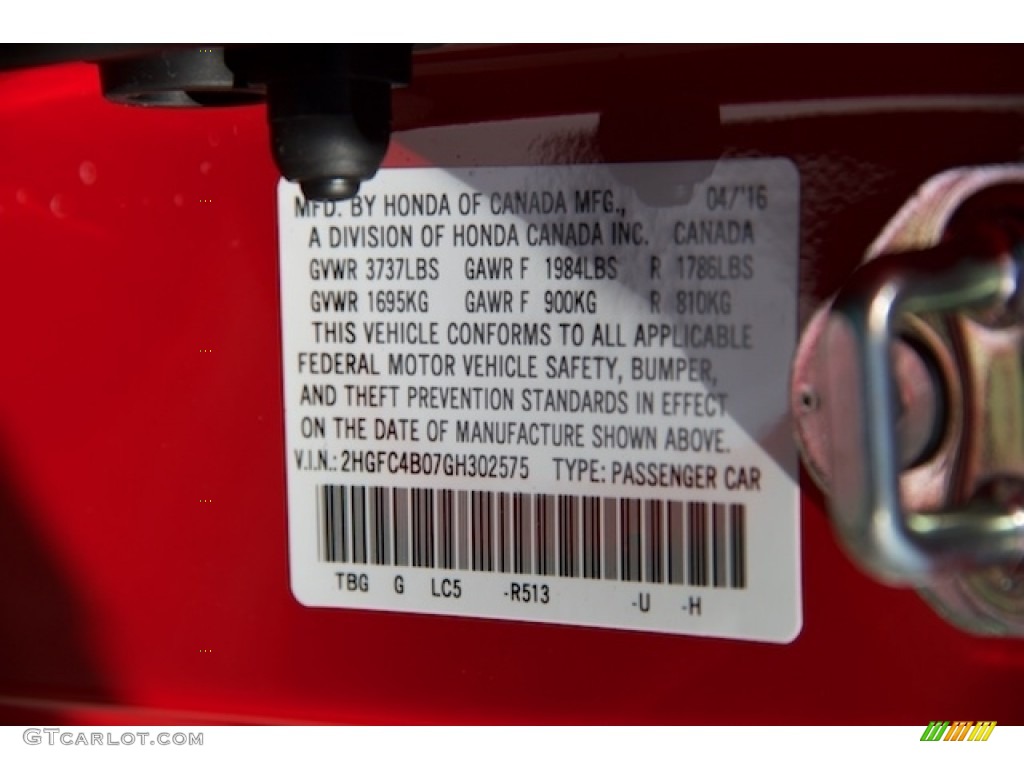 MFD. BY HONDA OF CANADA MFG., 04/'16
A DIVISION OF HONDA CANADA INC. CANADA
GVWR 3737LBS GAWR F 1984LBS R 1786LBS
GVWR 1695KG GAWR F 900KG R 810KG
THIS VEHICLE CONFORMS TO ALL APPLICABLE
FEDERAL MOTOR VEHICLE SAFETY, BUMPER,
AND THEFT PREVENTION STANDARDS IN EFFECT
ON THE DATE OF MANUFACTURE SHOWN ABOVE.
V.I.N.: 2HGFC4B07GH302575 TYPE: PASSENGER CAR
TBG G LC5 -R513 -U -H
GTCARLOT.COM